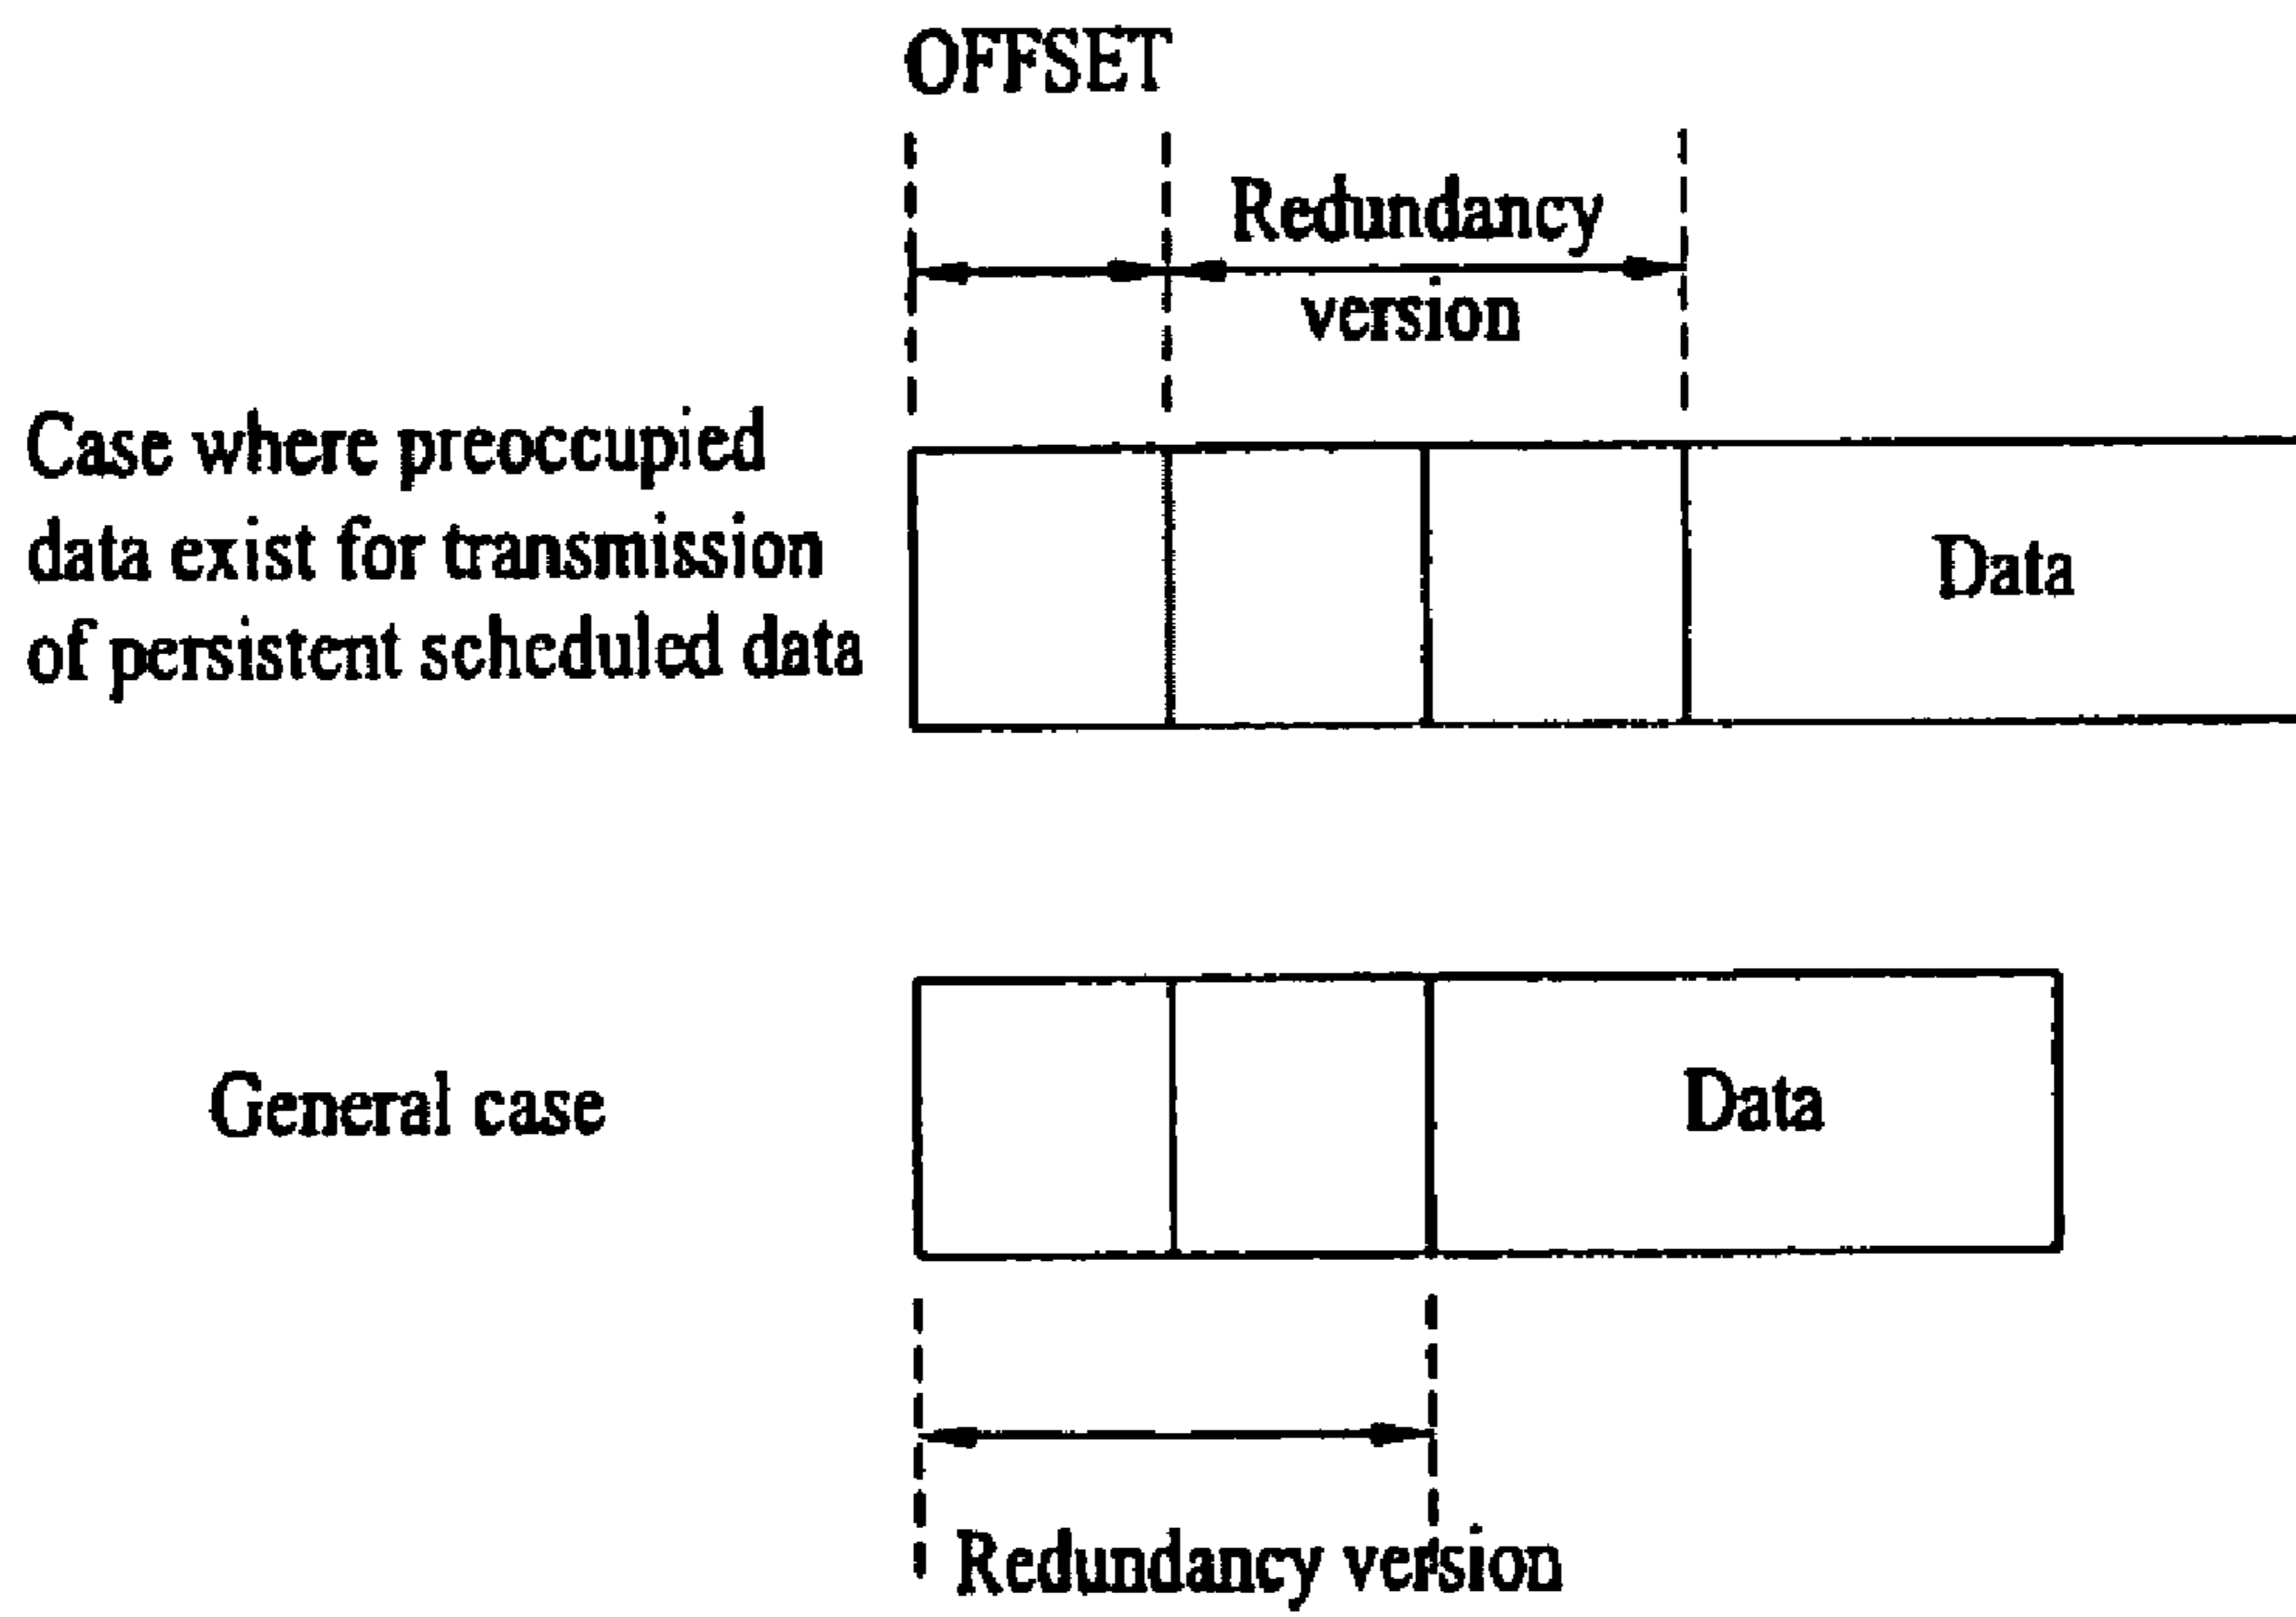 OFFSET
Redundancy
version
Case where preoccupied
data exist for transmission
of persistent scheduled data
Data
General case
Data
Redundancy version